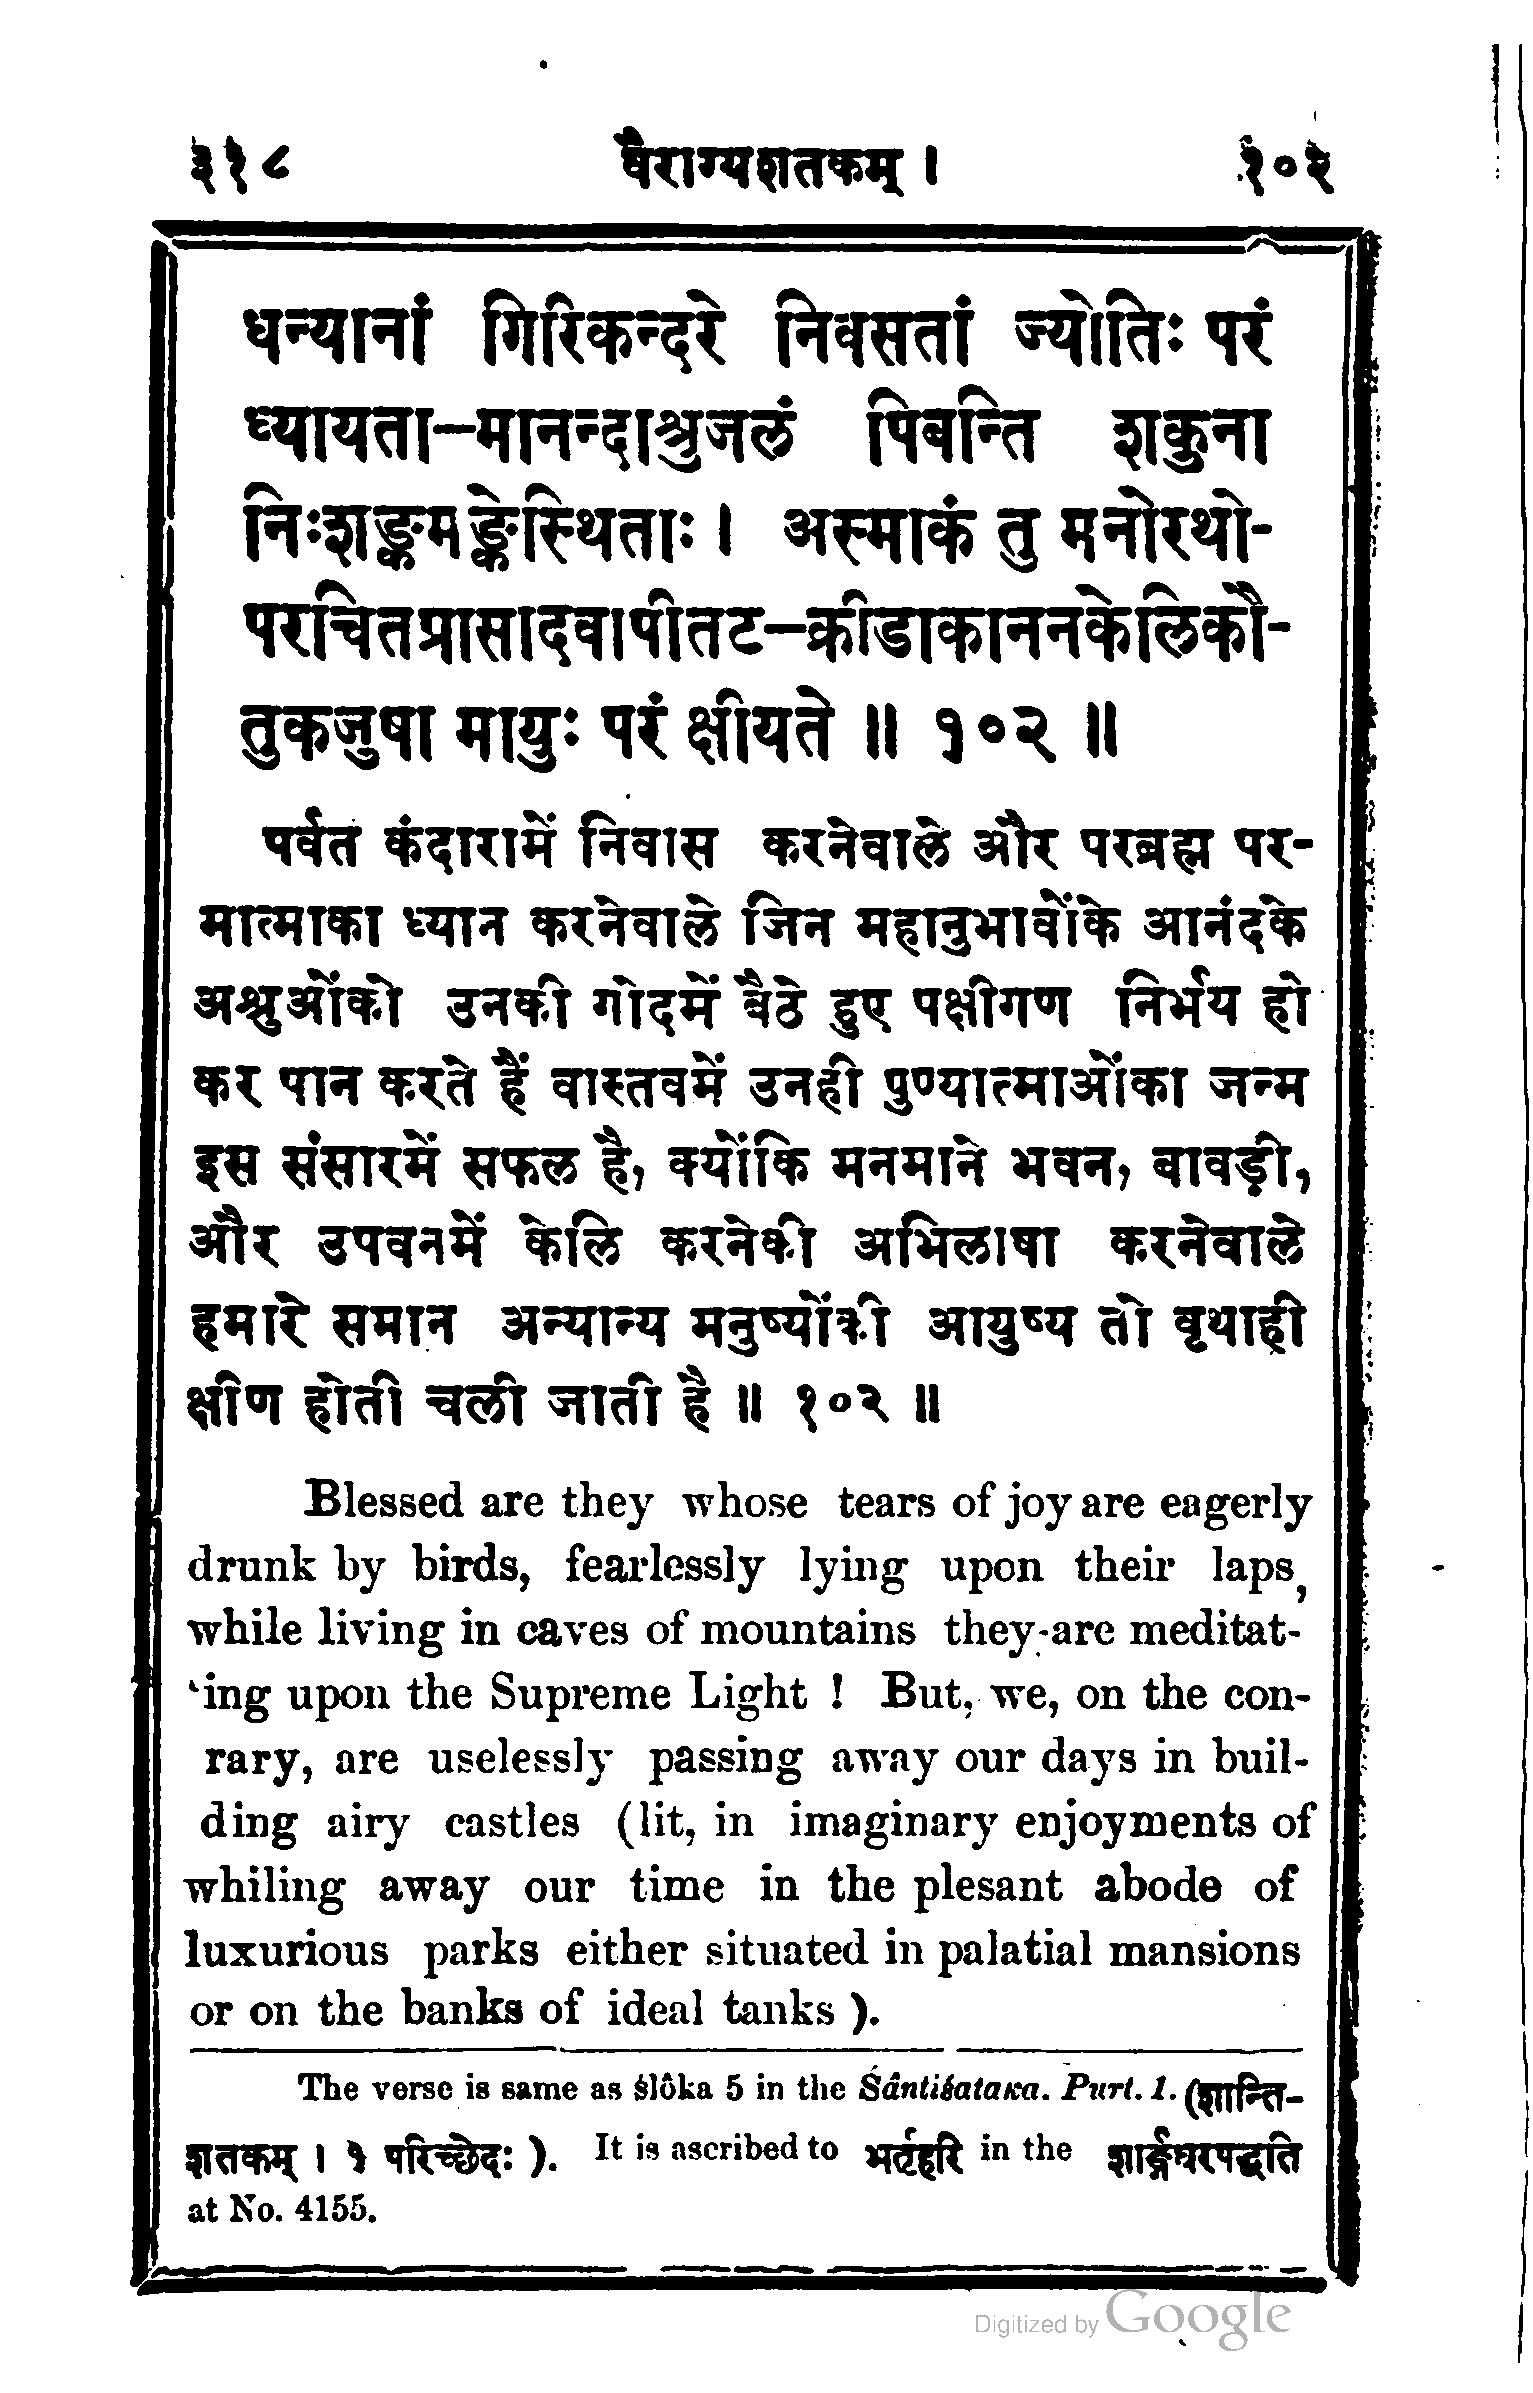 ३१८ वैराग्यशतकम् । १०२
धन्यानां गिरिकन्दरे निवसतां ज्योतिः परं
ध्यायता—मानन्दाश्रुजलं पिबन्ति शकुना
निःशङ्कमङ्केस्थिताः । अस्माकं तु मनोरथो-
परचितप्रासादवापीतट—क्रीडाकाननकेलिकौ-
तुकजुषा मायुः परं क्षीयते ॥ १०२ ॥
पर्वत कंदारामें निवास करनेवाले और परब्रह्म पर-
मात्माका ध्यान करनेवाले जिन महानुभावोंके आनंदके
अश्रुओंको उनकी गोदमें बैठे हुए पक्षीगण निर्भय हो
कर पान करते हैं वास्तवमें उनही पुण्यात्माओंका जन्म
इस संसारमें सफल है, क्योंकि मनमाने भवन, बावड़ी,
और उपवनमें केलि करनेकी अभिलाषा करनेवाले
हमारे समान अन्यान्य मनुष्योंकी आयुष्य तो वृथाही
क्षीण होती चली जाती है ॥ १०२ ॥
Blessed are they whose tears of joy are eagerly
drunk by birds, fearlessly lying upon their laps,
while living in caves of mountains they are meditat-
ing upon the Supreme Light ! But, we, on the con-
rary, are uselessly passing away our days in buil-
ding airy castles (lit, in imaginary enjoyments of
whiling away our time in the plesant abode of
luxurious parks either situated in palatial mansions
or on the banks of ideal tanks ).
The verse is same as ślôka 5 in the Śântiśataka. Part. 1. (शान्ति-
शतकम् । १ परिच्छेदः ). It is ascribed to भर्तृहरि in the शार्ङ्गधरपद्धति
at No. 4155.
Digitized by Google